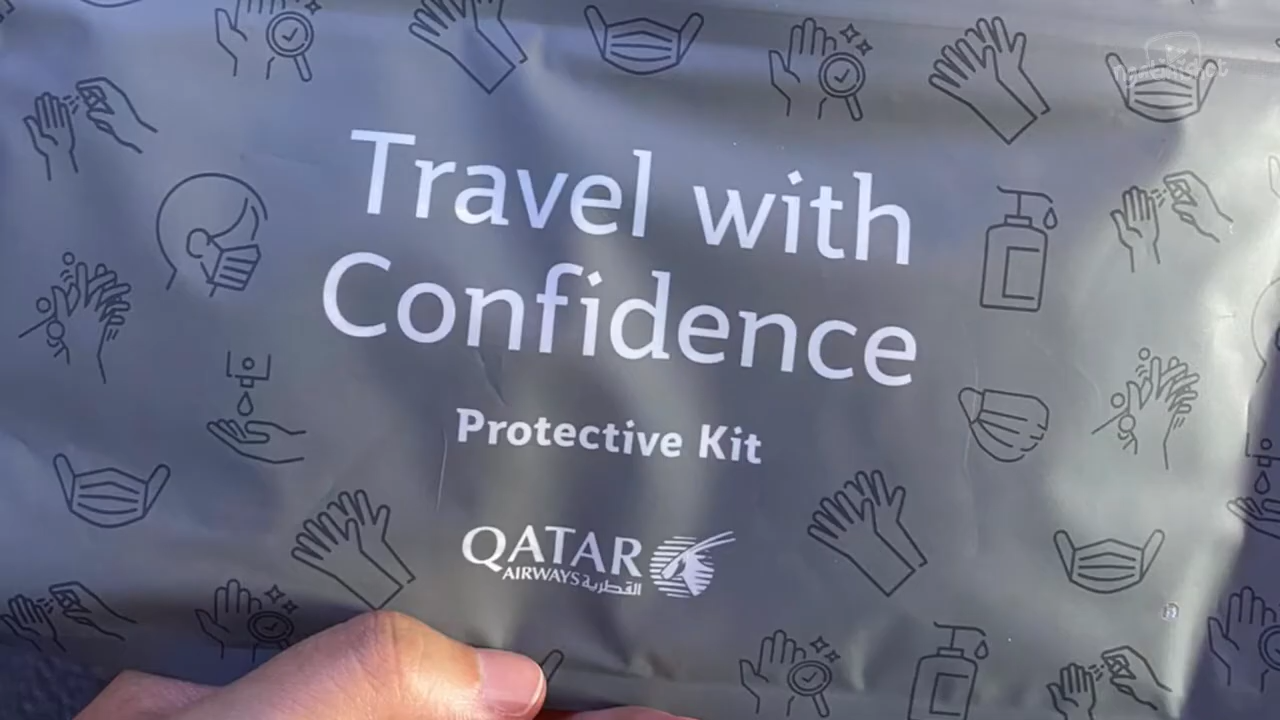 Travel with
Confidence
Protective Kit
QATAR
AIRWAYS القطرية